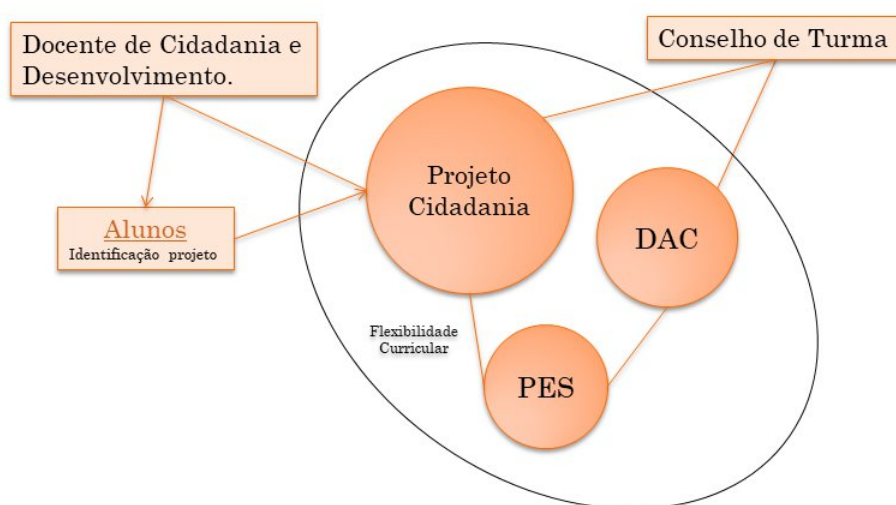 Docente de Cidadania e
Desenvolvimento.
Conselho de Turma
Projeto
Cidadania
Alunos
Identificação projeto
DAC
Flexibilidade
Curricular
PES